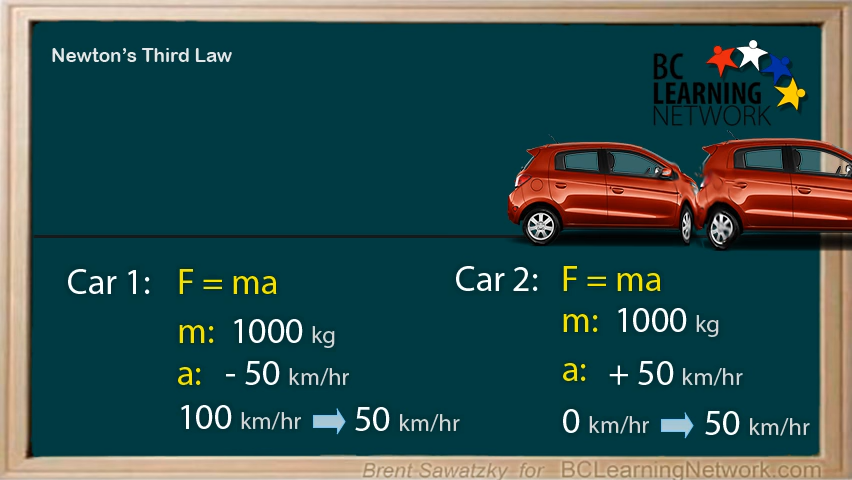 Newton's Third Law
BC
LEARNING
NETWORK
Car 1: F = ma
m: 1000 kg
a: - 50 km/hr
100 km/hr 50 km/hr
Car 2: F = ma
m: 1000 kg
a: + 50 km/hr
0 km/hr 50 km/hr
Brent Sawatzky for BCLearningNetwork.com